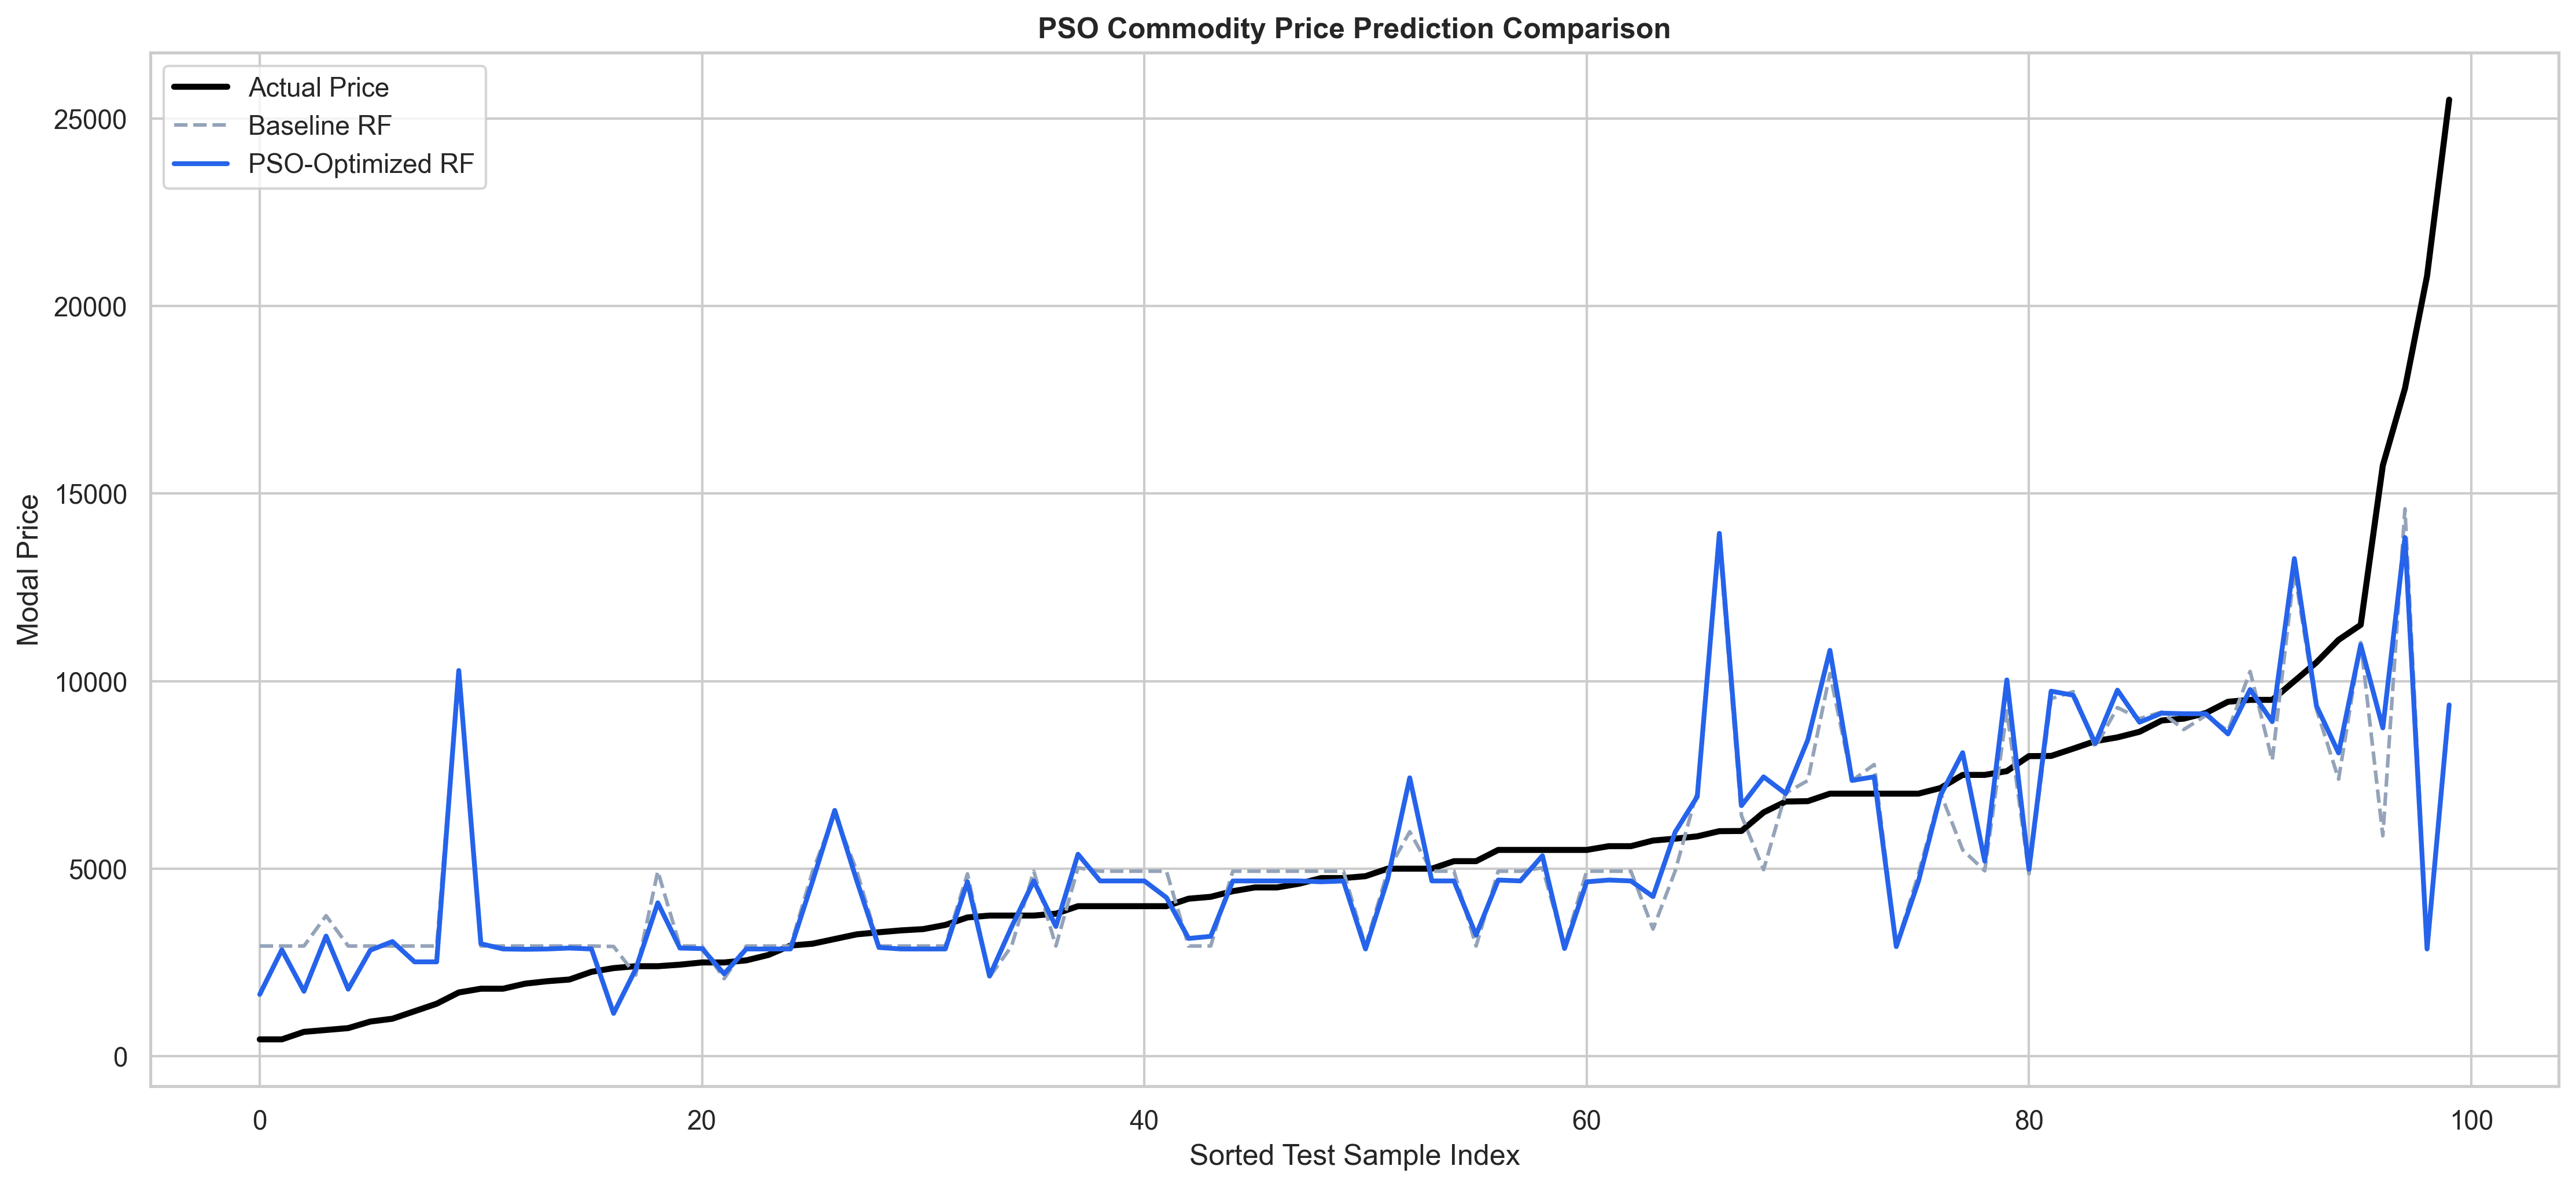 PSO Commodity Price Prediction Comparison
Actual Price
Baseline RF
PSO-Optimized RF
Modal Price
25000
20000
15000
10000
5000
0
0 20 40 60 80 100
Sorted Test Sample Index